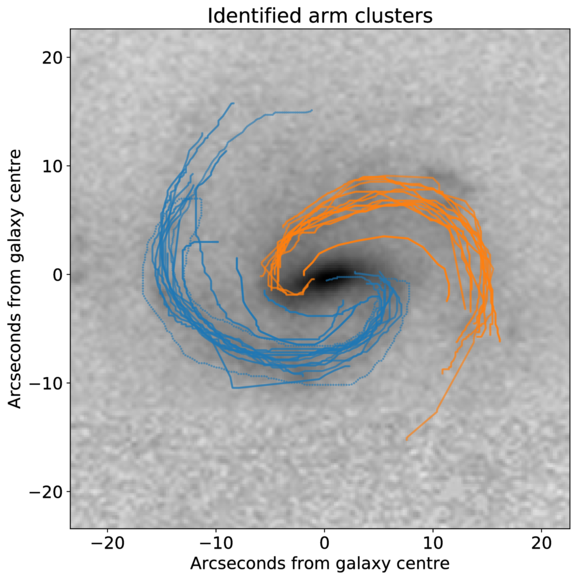 Identified arm clusters
Arcseconds from galaxy centre
20
10
0
−10
−20
−20 −10 0 10 20
Arcseconds from galaxy centre